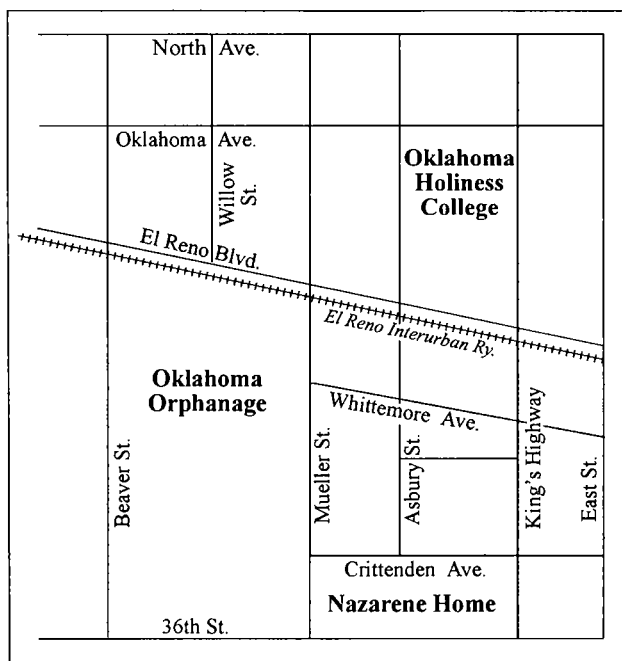 North Ave.
Oklahoma Ave.
Willow St.
Oklahoma
Holiness
College
El Reno Blvd.
El Reno Interurban Ry.
Oklahoma
Orphanage
Whittemore Ave.
Beaver St.
Mueller St.
Asbury St.
King's Highway
East St.
Crittenden Ave.
Nazarene Home
36th St.